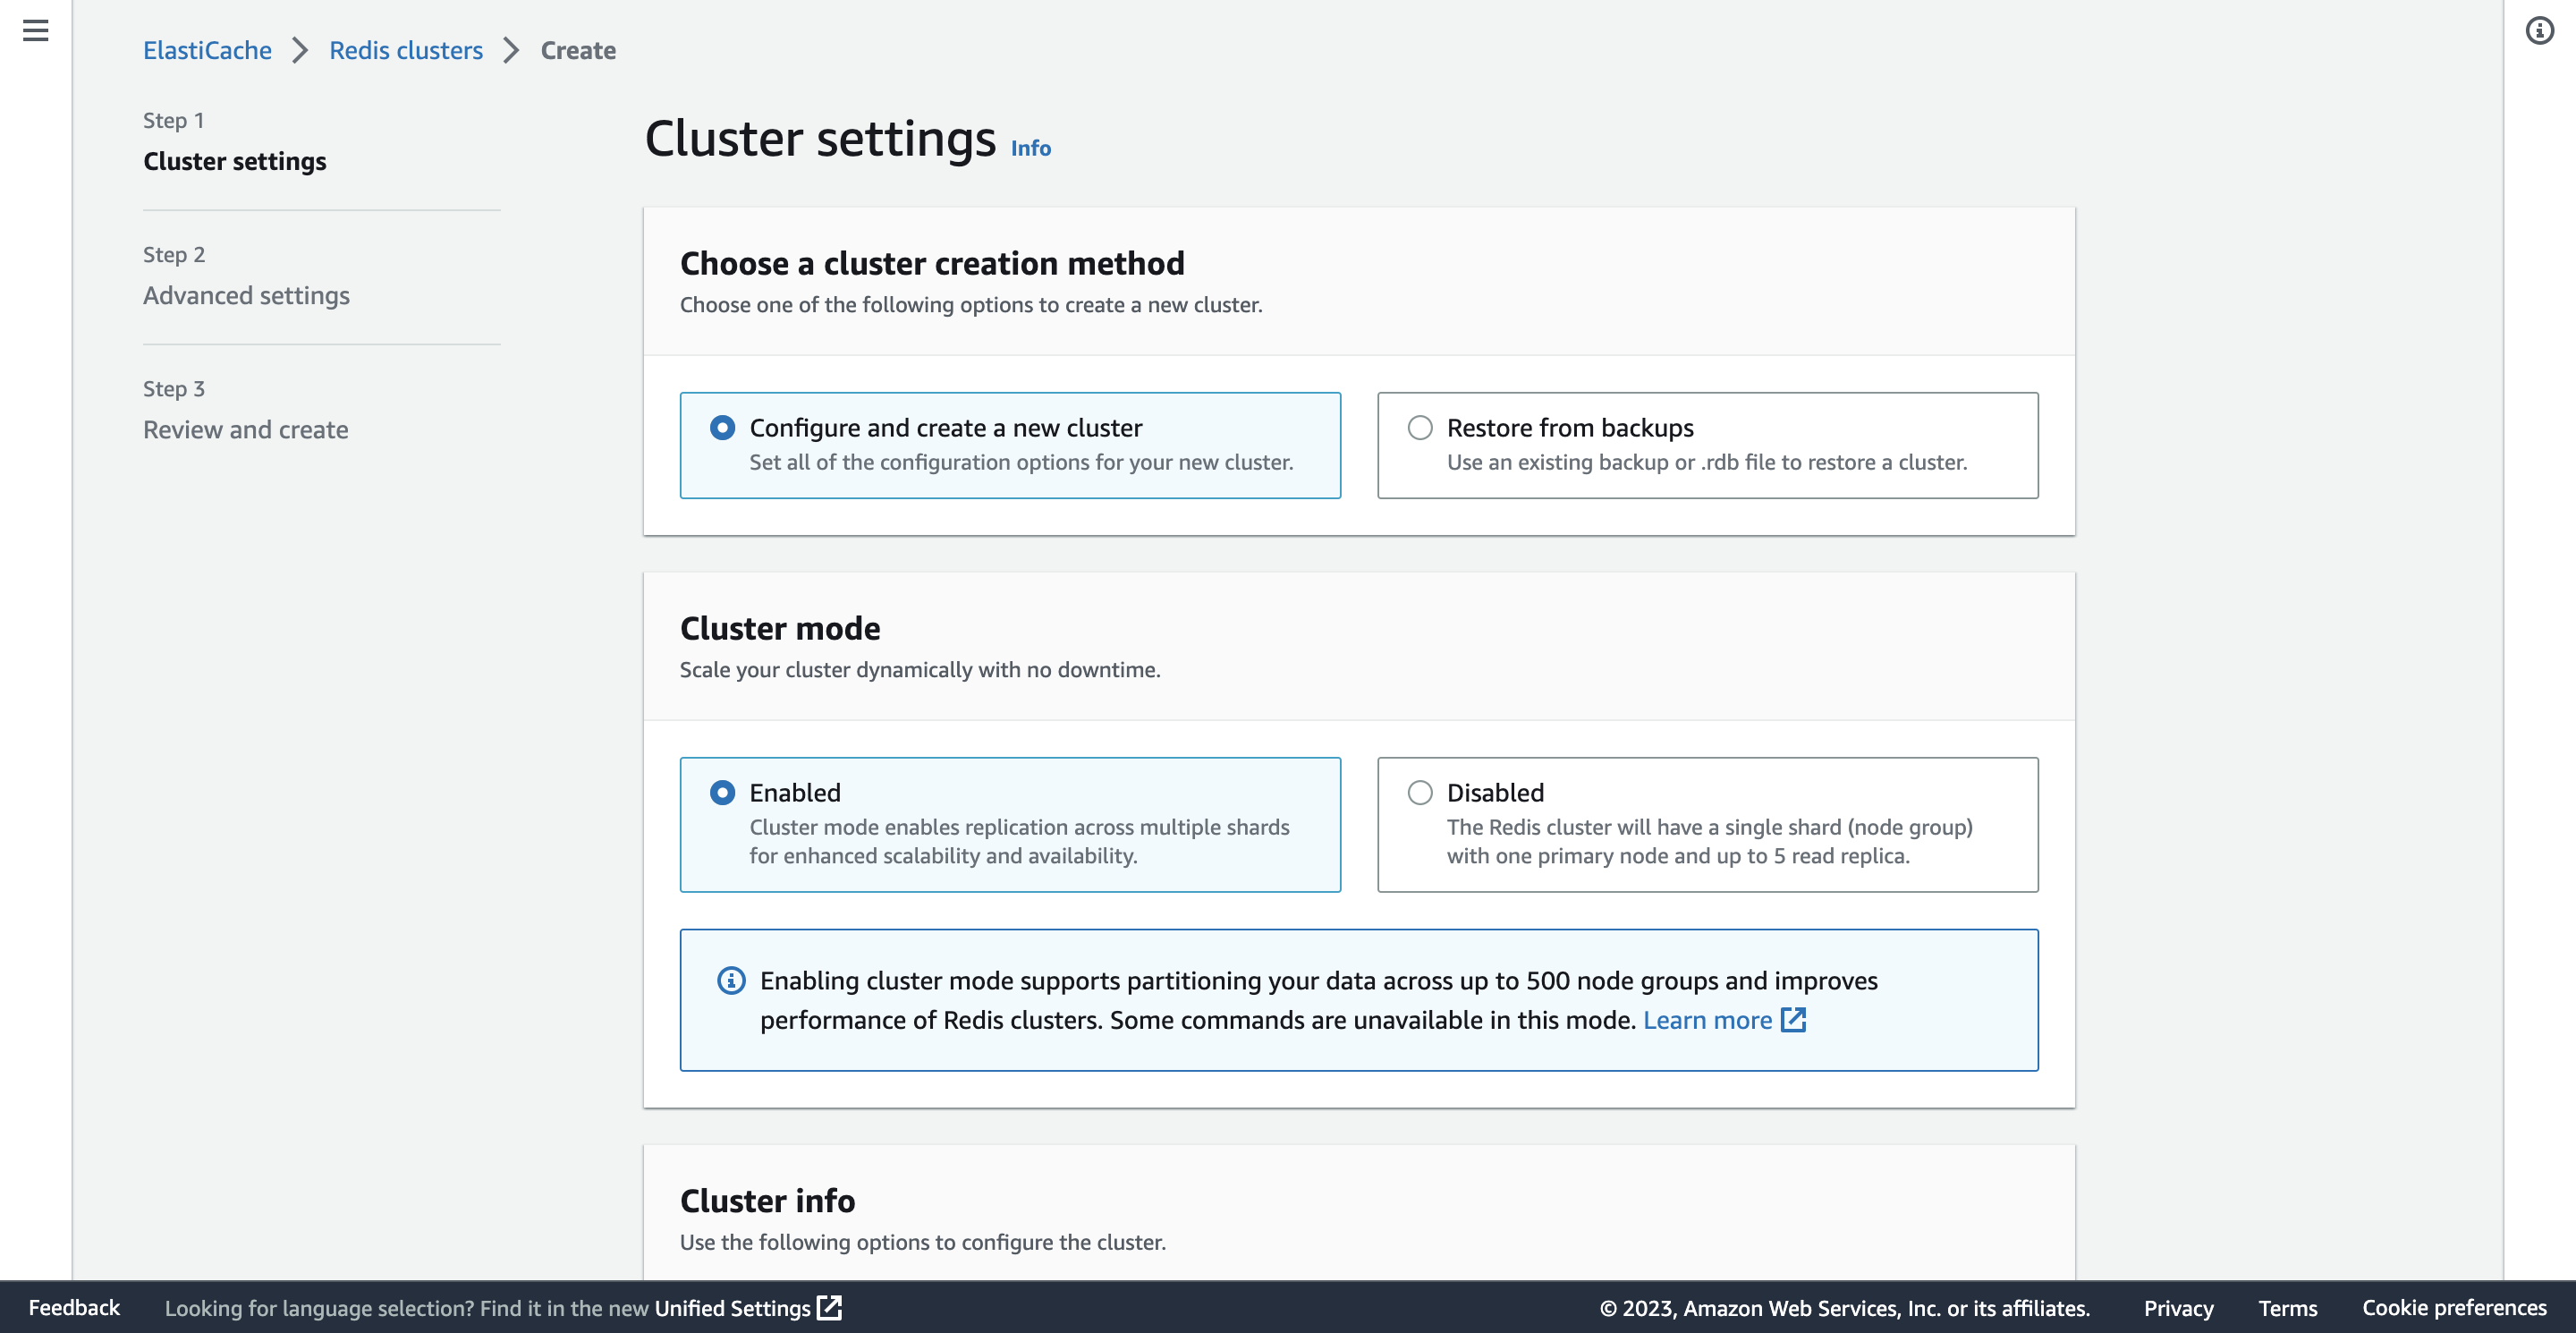 ElastiCache > Redis clusters > Create
Step 1
Cluster settings
Step 2
Advanced settings
Step 3
Review and create
Cluster settings Info
Choose a cluster creation method
Choose one of the following options to create a new cluster.
Configure and create a new cluster
Set all of the configuration options for your new cluster.
Restore from backups
Use an existing backup or .rdb file to restore a cluster.
Cluster mode
Scale your cluster dynamically with no downtime.
Enabled
Cluster mode enables replication across multiple shards
for enhanced scalability and availability.
Disabled
The Redis cluster will have a single shard (node group)
with one primary node and up to 5 read replica.
Enabling cluster mode supports partitioning your data across up to 500 node groups and improves
performance of Redis clusters. Some commands are unavailable in this mode. Learn more
Cluster info
Use the following options to configure the cluster.
Feedback Looking for language selection? Find it in the new Unified Settings © 2023, Amazon Web Services, Inc. or its affiliates. Privacy Terms Cookie preferences